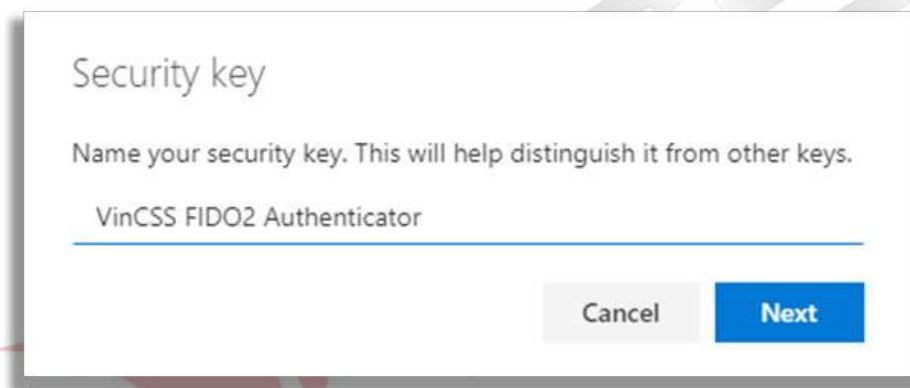 Security key
Name your security key. This will help distinguish it from other keys.
VinCSS FIDO2 Authenticator
Cancel
Next